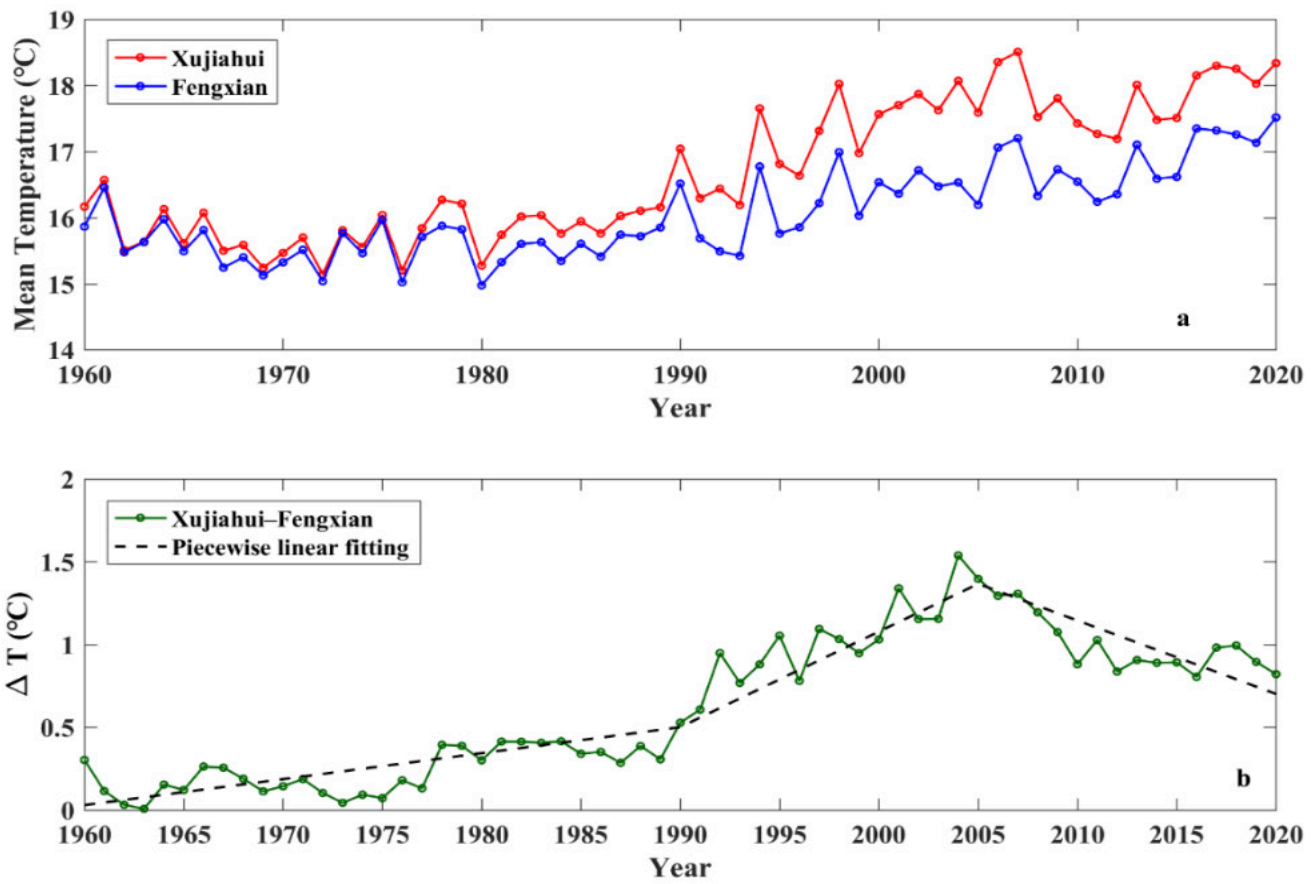 19
18
17
16
15
14
Mean Temperature (°C)
Xujiahui
Fengxian
a
1960 1970 1980 1990 2000 2010 2020
Year
2
1.5
1
0.5
0
Δ T (°C)
Xujiahui–Fengxian
Piecewise linear fitting
b
1960 1965 1970 1975 1980 1985 1990 1995 2000 2005 2010 2015 2020
Year